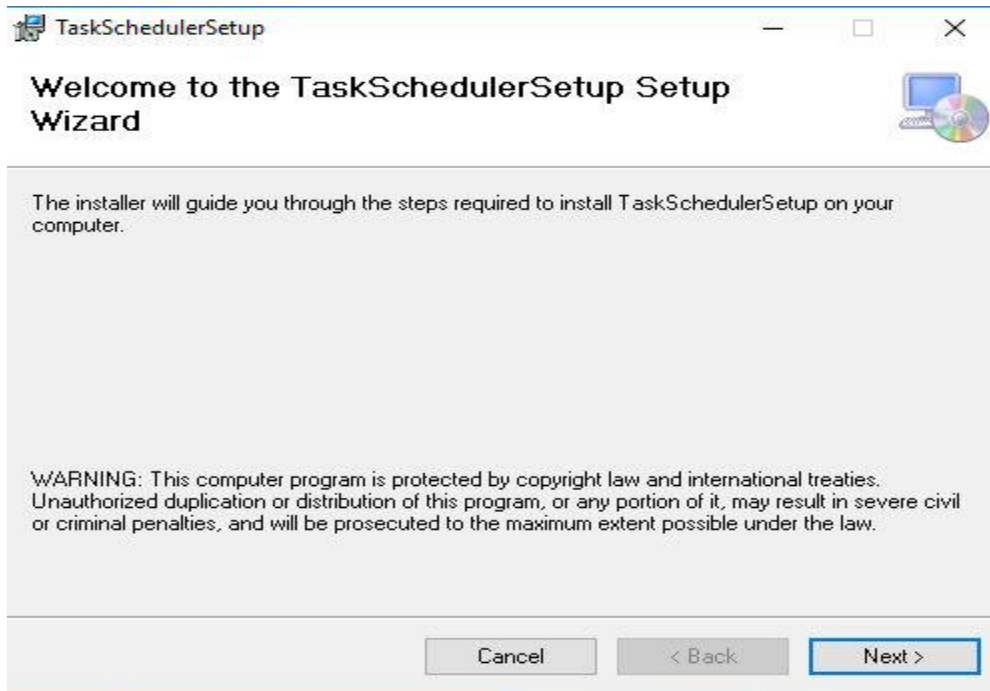 TaskSchedulerSetup
Welcome to the TaskSchedulerSetup Setup
Wizard
The installer will guide you through the steps required to install TaskSchedulerSetup on your
computer.
WARNING: This computer program is protected by copyright law and international treaties.
Unauthorized duplication or distribution of this program, or any portion of it, may result in severe civil
or criminal penalties, and will be prosecuted to the maximum extent possible under the law.
Cancel < Back Next >